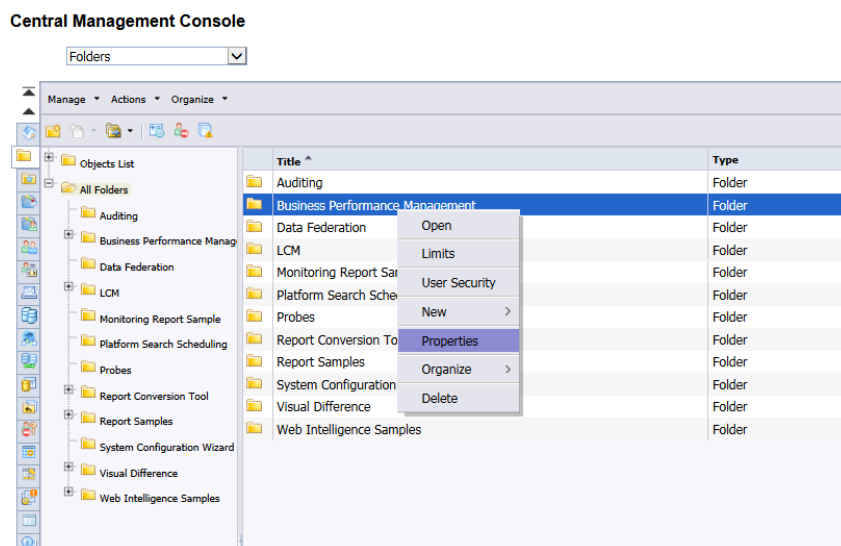 Central Management Console
Folders
Manage Actions Organize
Objects List
All Folders
Auditing
Business Performance Manag
Data Federation
LCM
Monitoring Report Sample
Platform Search Scheduling
Probes
Report Conversion Tool
Report Samples
System Configuration Wizard
Visual Difference
Web Intelligence Samples
Title Type
Auditing Folder
Business Performance Management Folder
Data Federation Folder
LCM Folder
Monitoring Report Sa Folder
Platform Search Sche Folder
Probes Folder
Report Conversion To Folder
Report Samples Folder
System Configuration Folder
Visual Difference Folder
Web Intelligence Samples Folder
Open
Limits
User Security
New
Properties
Organize
Delete